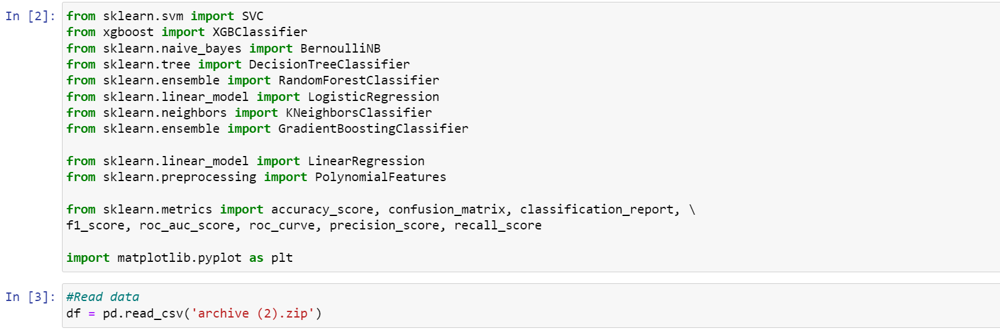 In [2]: from sklearn.svm import SVC
from xgboost import XGBClassifier
from sklearn.naive_bayes import BernoulliNB
from sklearn.tree import DecisionTreeClassifier
from sklearn.ensemble import RandomForestClassifier
from sklearn.linear_model import LogisticRegression
from sklearn.neighbors import KNeighborsClassifier
from sklearn.ensemble import GradientBoostingClassifier
from sklearn.linear_model import LinearRegression
from sklearn.preprocessing import PolynomialFeatures
from sklearn.metrics import accuracy_score, confusion_matrix, classification_report, \
f1_score, roc_auc_score, roc_curve, precision_score, recall_score
import matplotlib.pyplot as plt
In [3]: #Read data
df = pd.read_csv('archive (2).zip')